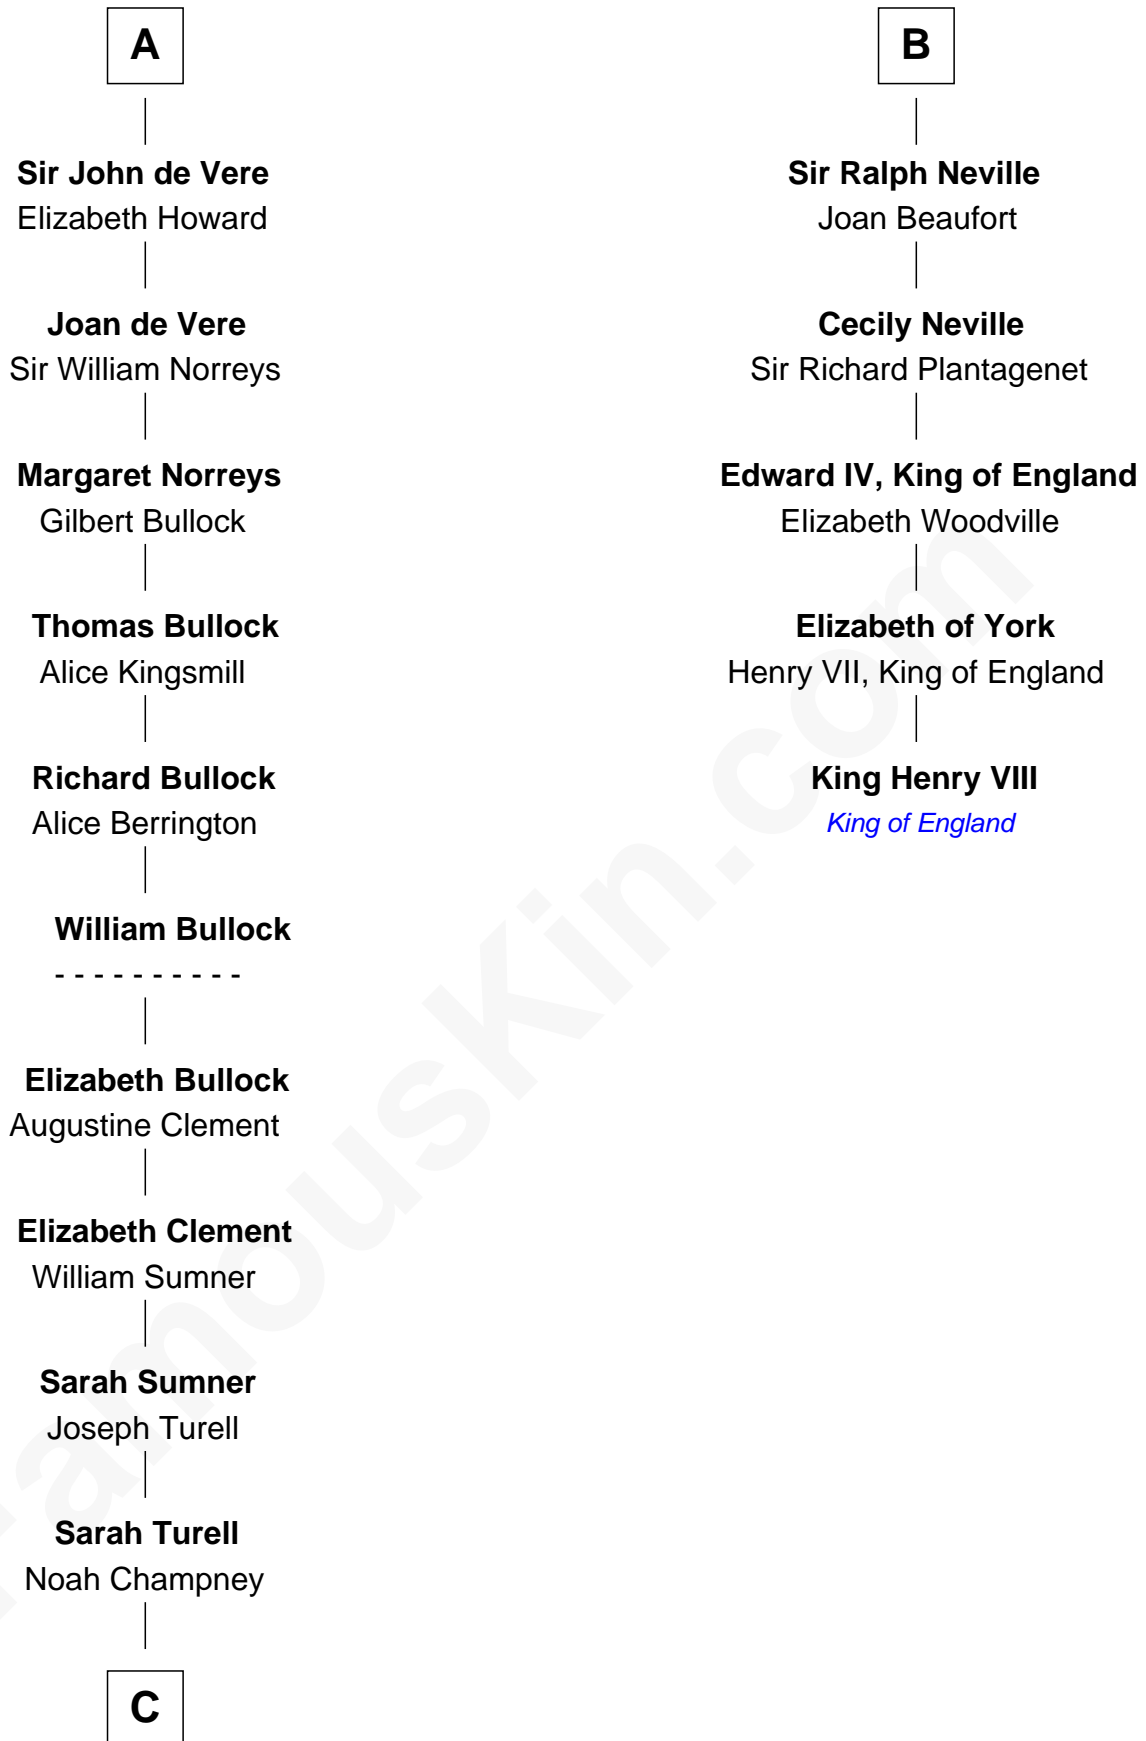 A
Sir John de Vere
Elizabeth Howard
Joan de Vere
Sir William Norreys
Margaret Norreys
Gilbert Bullock
Thomas Bullock
Alice Kingsmill
Richard Bullock
Alice Berrington
William Bullock
- - - - - - - - - -
Elizabeth Bullock
Augustine Clement
Elizabeth Clement
William Sumner
Sarah Sumner
Joseph Turell
Sarah Turell
Noah Champney
C
B
Sir Ralph Neville
Joan Beaufort
Cecily Neville
Sir Richard Plantagenet
Edward IV, King of England
Elizabeth Woodville
Elizabeth of York
Henry VII, King of England
King Henry VIII
King of England
FamousKin.com